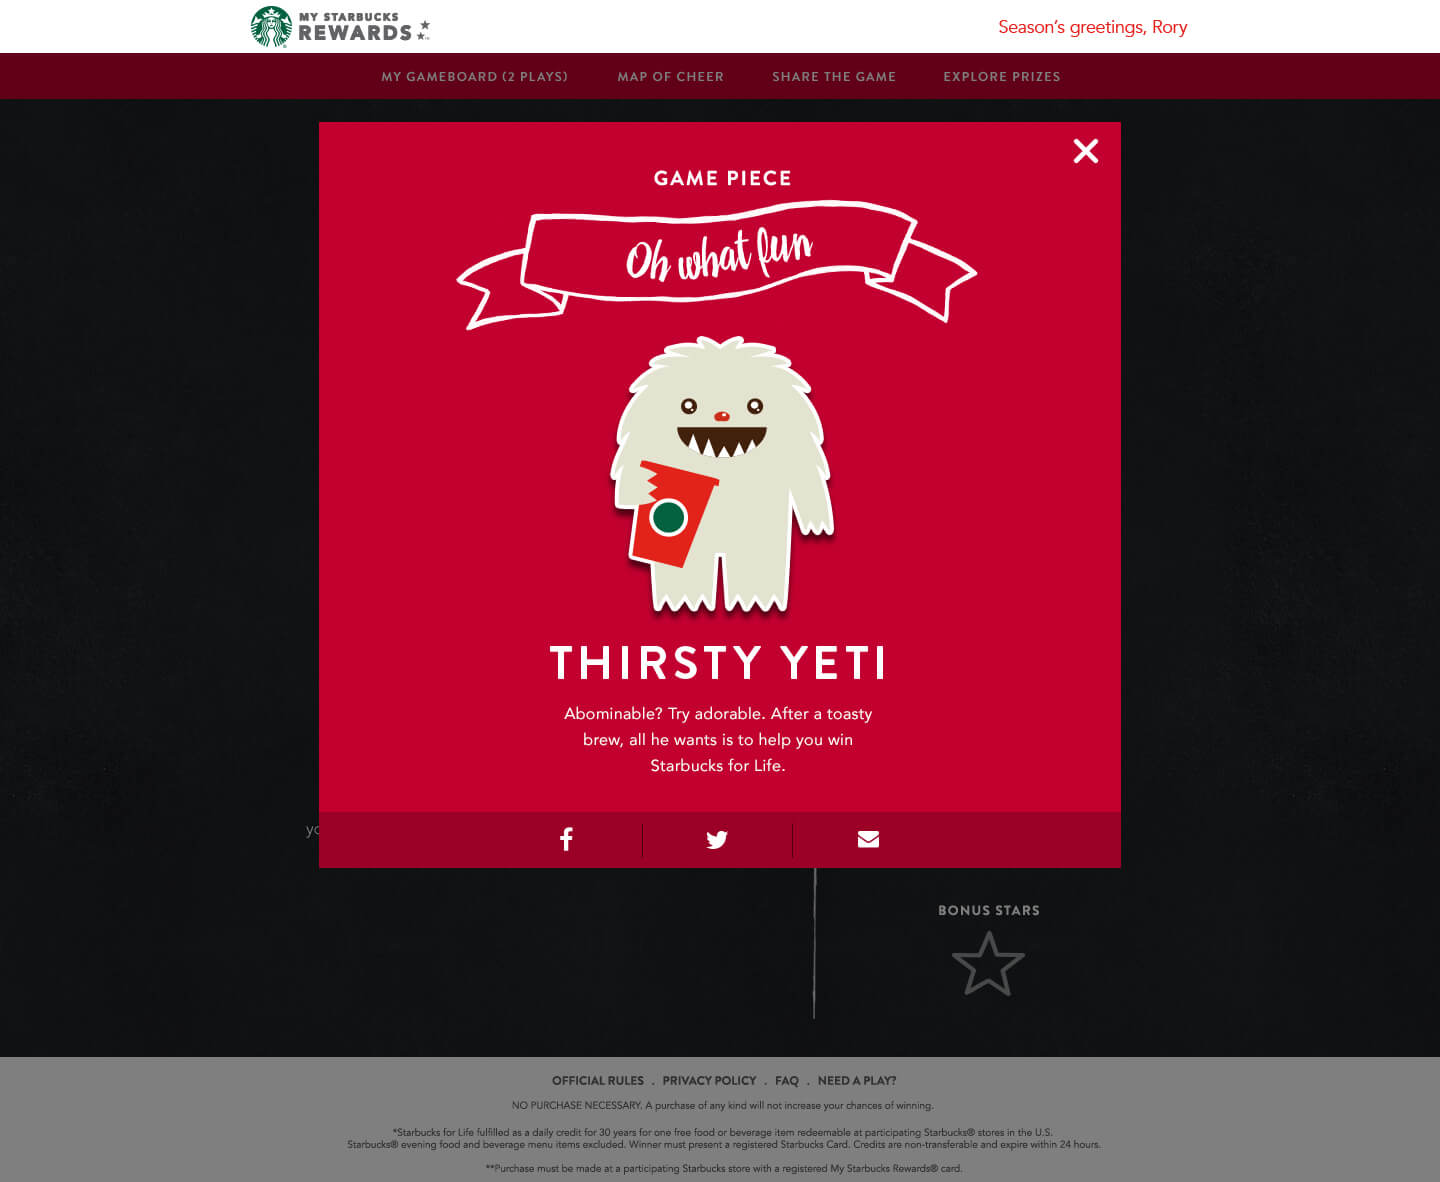 MY STARBUCKS
REWARDS
Season's greetings, Rory
MY GAMEBOARD (2 PLAYS) MAP OF CHEER SHARE THE GAME EXPLORE PRIZES
GAME PIECE
Oh what fun
THIRSTY YETI
Abominable? Try adorable. After a toasty
brew, all he wants is to help you win
Starbucks for Life.
BONUS STARS
OFFICIAL RULES . PRIVACY POLICY . FAQ . NEED A PLAY?
NO PURCHASE NECESSARY. A purchase of any kind will not increase your chances of winning.
*Starbucks for Life fulfilled as a daily credit for 30 years for one free food or beverage item redeemable at participating Starbucks® stores in the U.S.
Starbucks® evening food and beverage menu items excluded. Winner must present a registered Starbucks Card. Credits are non-transferable and expire within 24 hours.
**Purchase must be made at a participating Starbucks store with a registered My Starbucks Rewards® card.